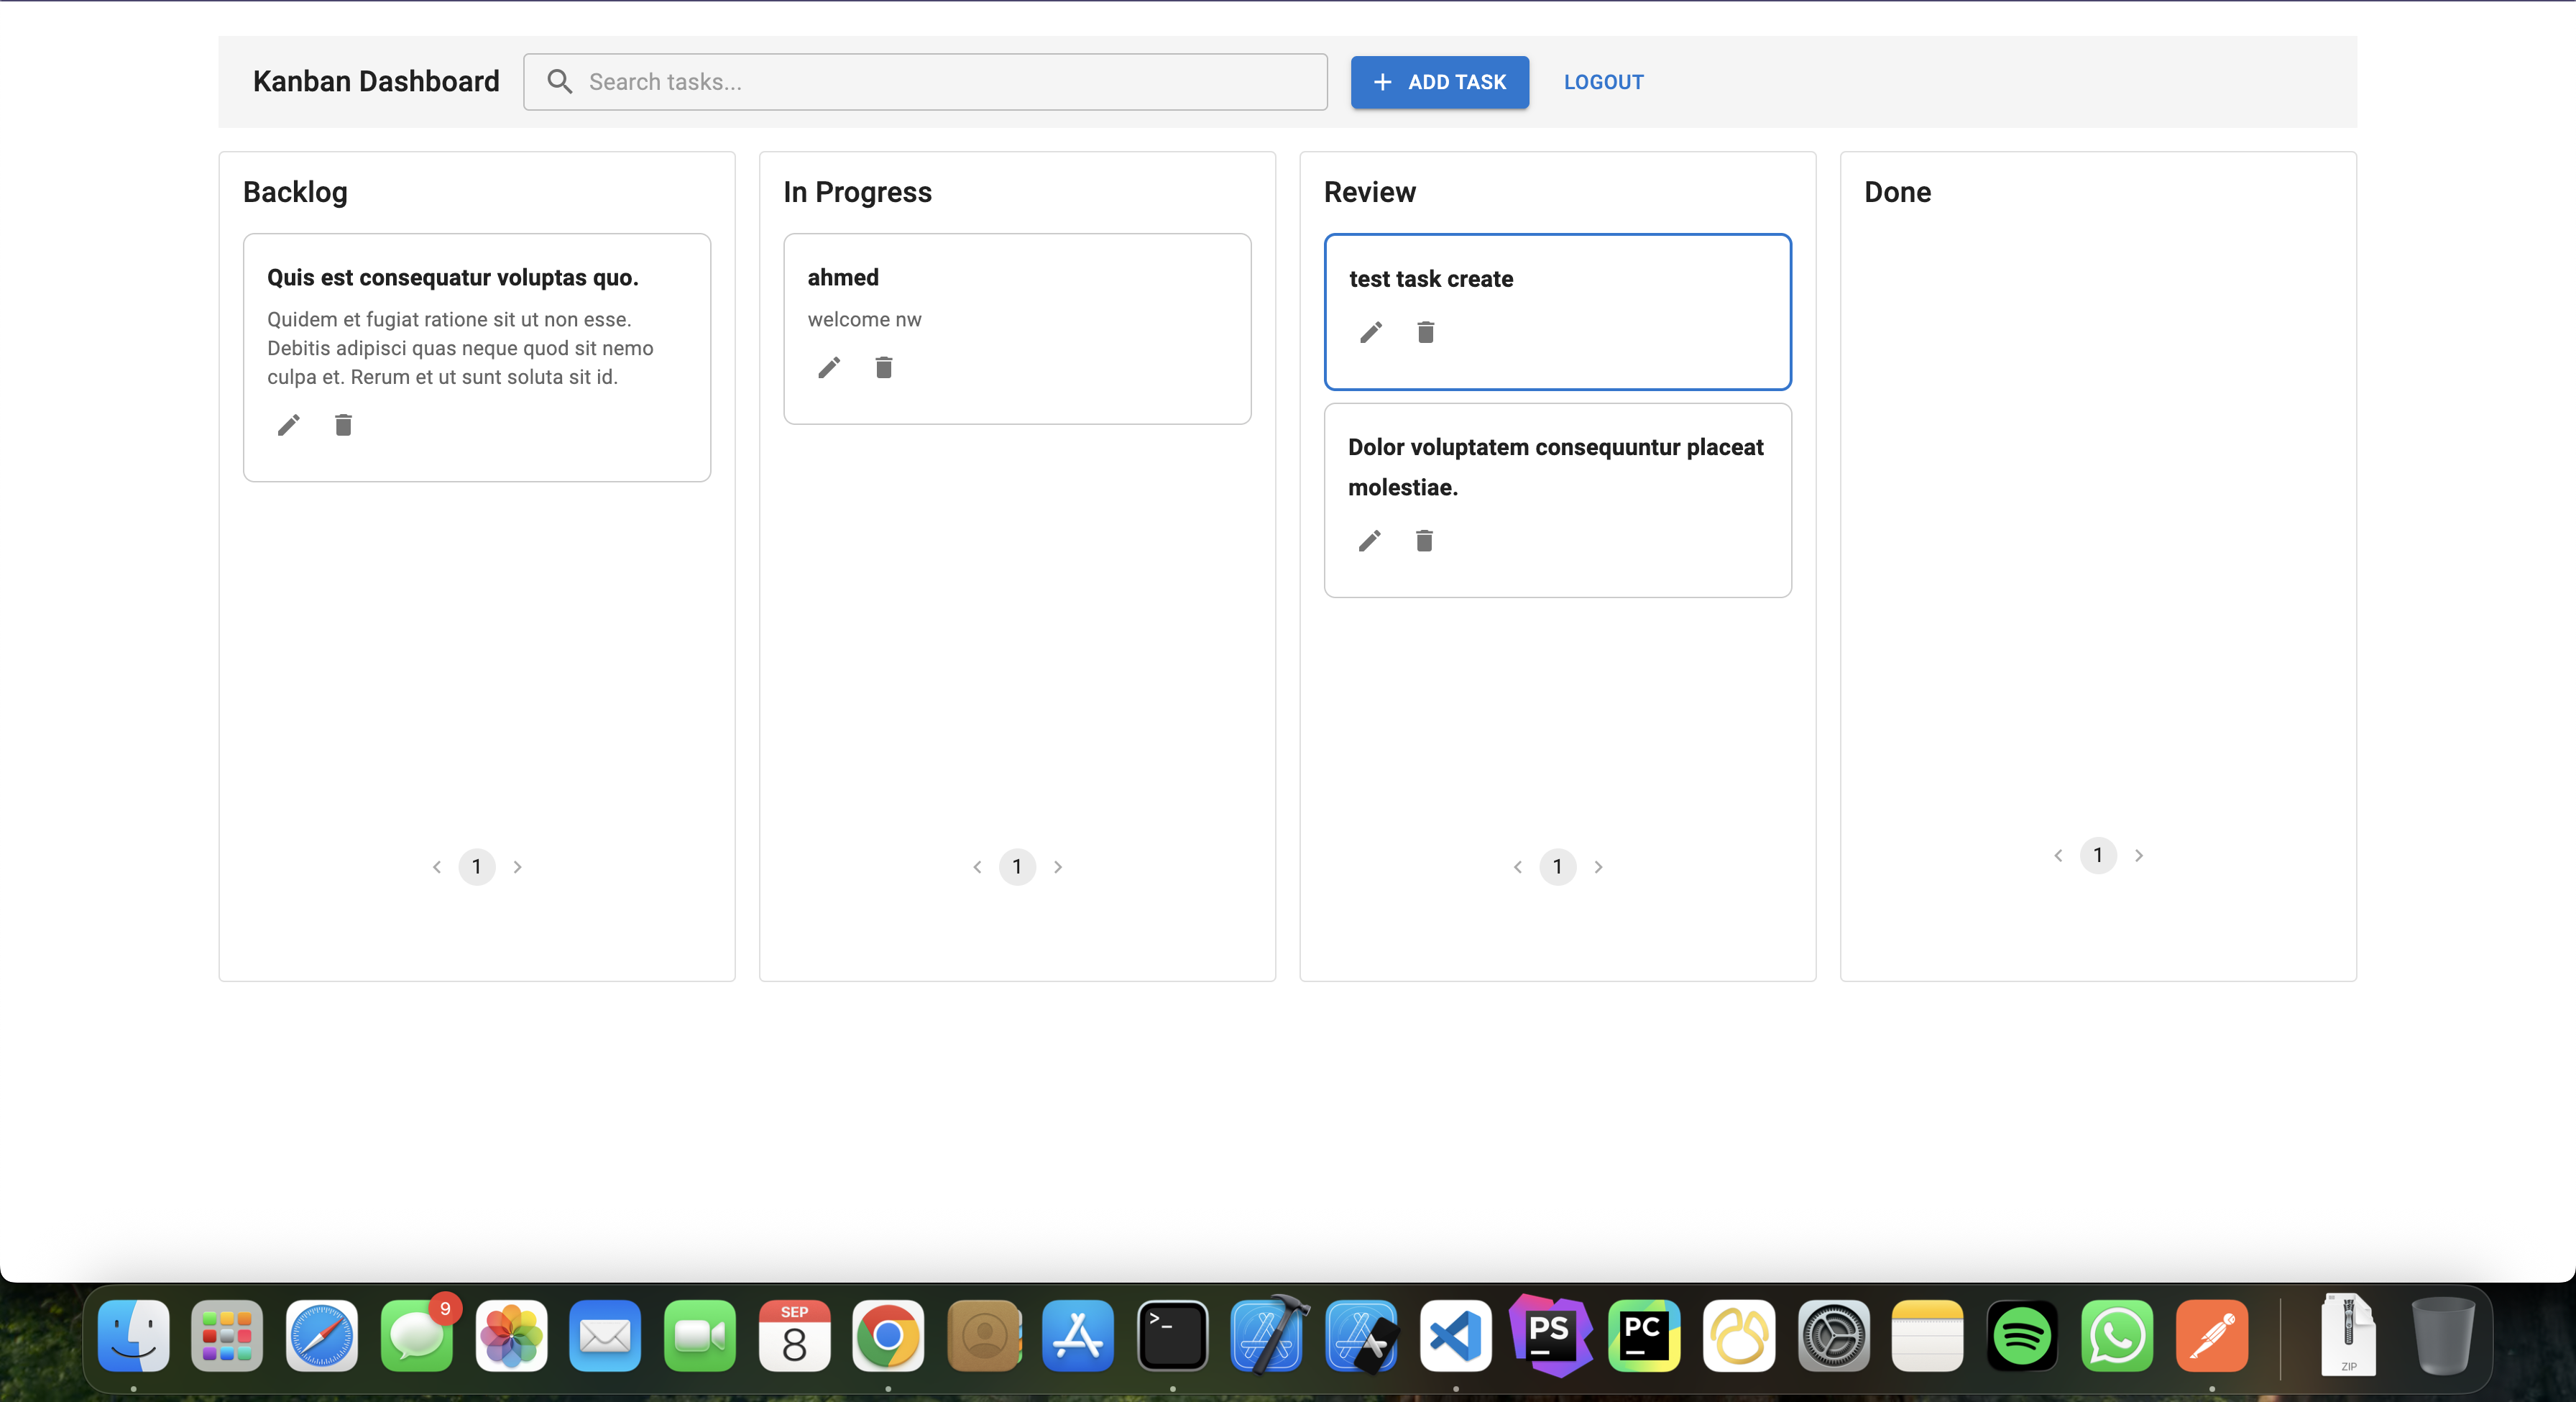 Kanban Dashboard
Search tasks...
ADD TASK
LOGOUT
Backlog
Quis est consequatur voluptas quo.
Quidem et fugiat ratione sit ut non esse.
Debitis adipisci quas neque quod sit nemo
culpa et. Rerum et ut sunt soluta sit id.
1
In Progress
ahmed
welcome nw
1
Review
test task create
Dolor voluptatem consequuntur placeat
molestiae.
1
Done
1
9
SEP
8
>_
PS
PC
ZIP